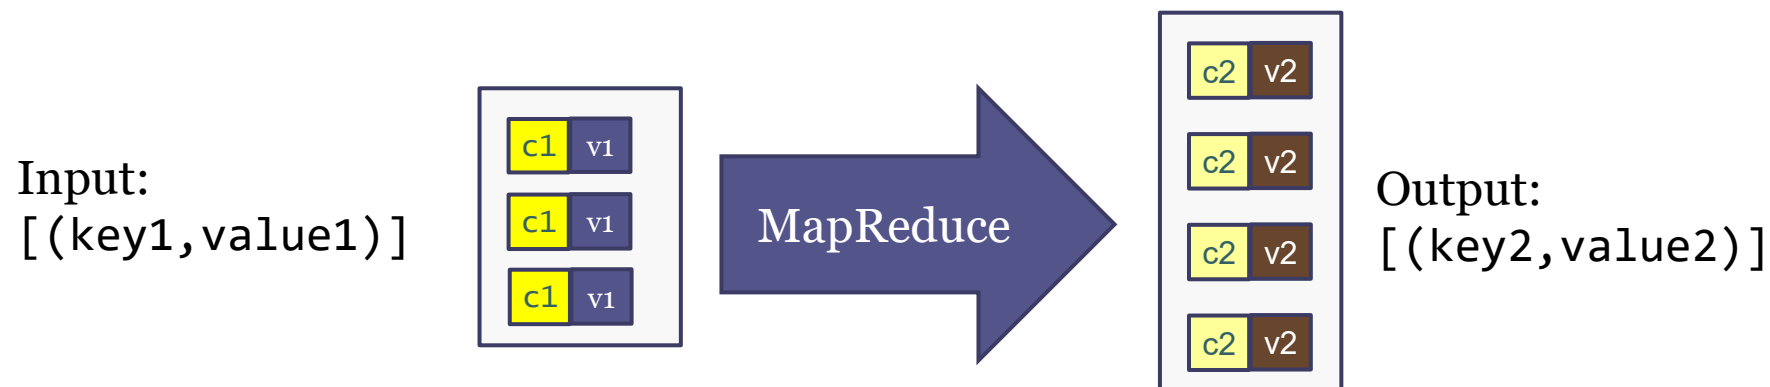 Input:
[(key1,value1)]
c1 v1
c1 v1
c1 v1
MapReduce
c2 v2
c2 v2
c2 v2
c2 v2
Output:
[(key2,value2)]